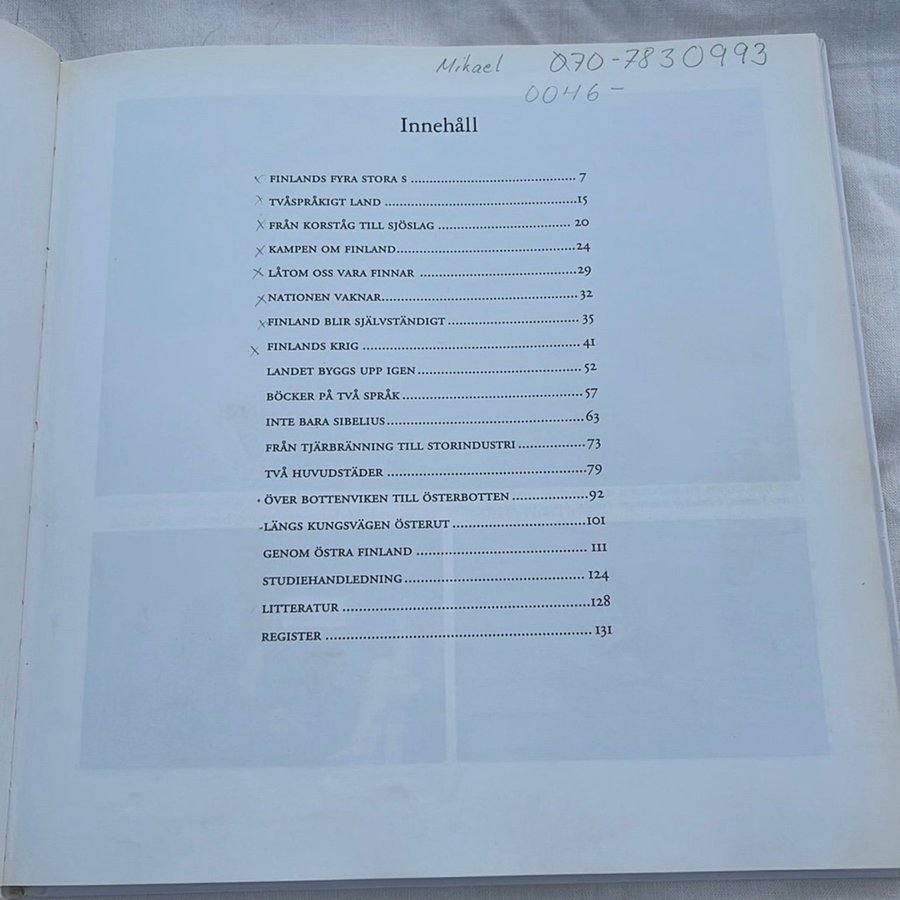 Mikael 070-7830993
0046-
Innehåll
x FINLANDS FYRA STORA S ........................................ 7
x TVÅSPRÅKIGT LAND ...............................................15
x FRÅN KORSTÅG TILL SJÖSLAG ................................ 20
x KAMPEN OM FINLAND...........................................24
x LÅTOM OSS VARA FINNAR ......................................29
x NATIONEN VAKNAR............................................... 32
x FINLAND BLIR SJÄLVSTÄNDIGT ................................ 35
x FINLANDS KRIG ..................................................... 41
LANDET BYGGS UPP IGEN ........................................ 52
BÖCKER PÅ TVÅ SPRÅK ............................................57
INTE BARA SIBELIUS................................................63
FRÅN TJÄRBRÄNNING TILL STORINDUSTRI ................73
TVÅ HUVUDSTÄDER ................................................79
• ÖVER BOTTENVIKEN TILL ÖSTERBOTTEN ..................92
- LÄNGS KUNGSVÄGEN ÖSTERUT ................................101
GENOM ÖSTRA FINLAND ......................................... 111
STUDIEHANDLEDNING........................................... 124
LITTERATUR ...........................................................128
REGISTER ............................................................... 131